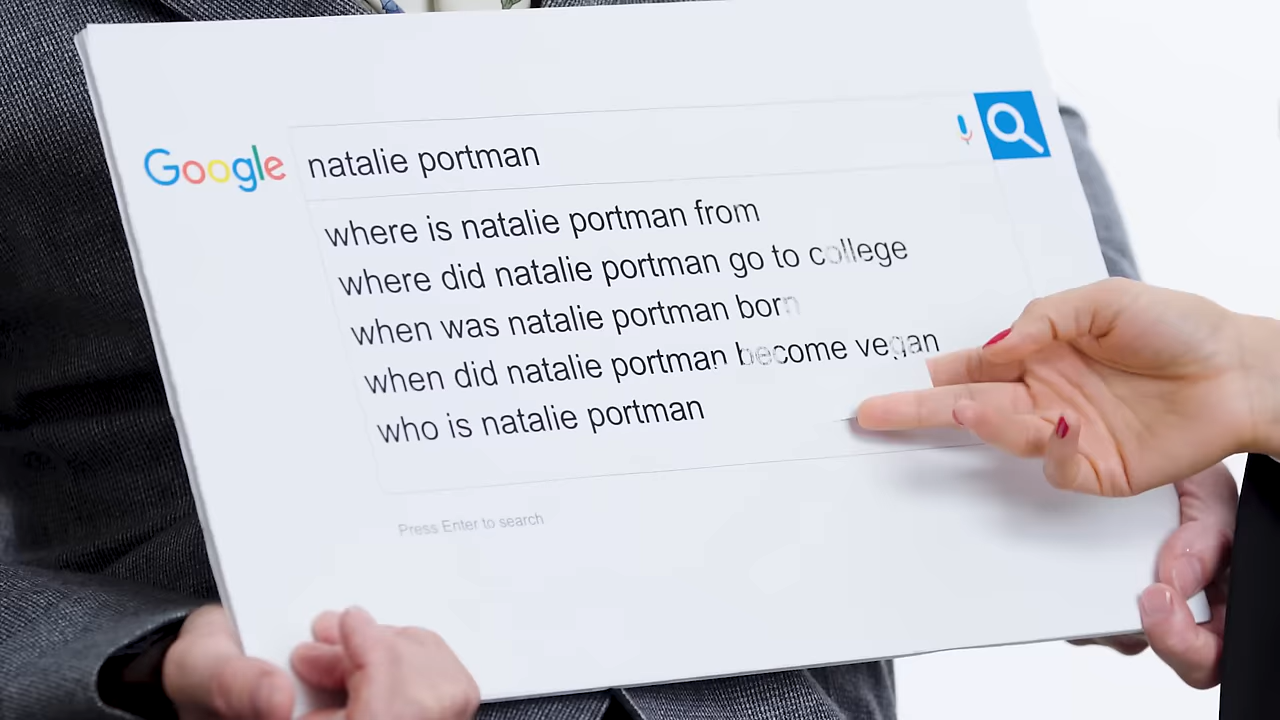 Google natalie portman
where is natalie portman from
where did natalie portman go to college
when was natalie portman born
when did natalie portman become vegan
who is natalie portman
Press Enter to search